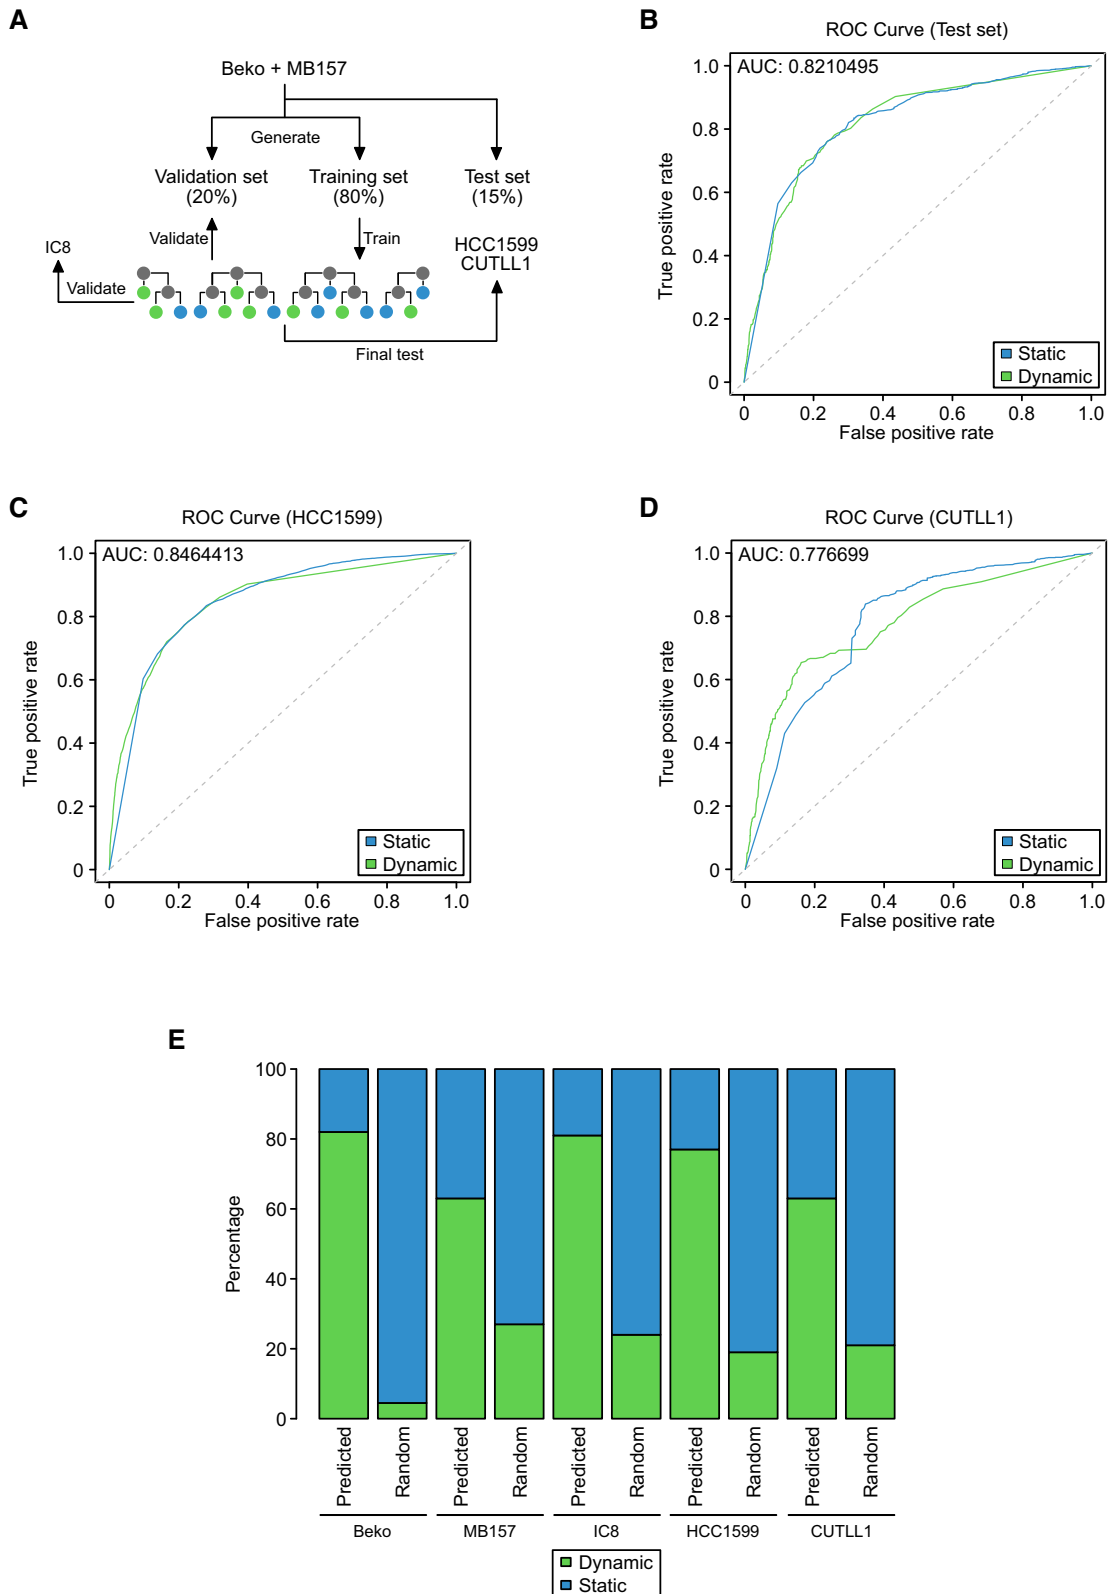 A
Beko + MB157
Generate
Validation set
(20%)
Training set
(80%)
Test set
(15%)
Validate
Train
HCC1599
CUTLL1
IC8
Validate
Final test
B
ROC Curve (Test set)
AUC: 0.8210495
True positive rate
1.0
0.8
0.6
0.4
0.2
0
Static
Dynamic
0 0.2 0.4 0.6 0.8 1.0
False positive rate
C
ROC Curve (HCC1599)
AUC: 0.8464413
True positive rate
1.0
0.8
0.6
0.4
0.2
0
Static
Dynamic
0 0.2 0.4 0.6 0.8 1.0
False positive rate
D
ROC Curve (CUTLL1)
AUC: 0.776699
True positive rate
1.0
0.8
0.6
0.4
0.2
0
Static
Dynamic
0 0.2 0.4 0.6 0.8 1.0
False positive rate
E
Percentage
100
80
60
40
20
0
Predicted
Random
Predicted
Random
Predicted
Random
Predicted
Random
Predicted
Random
Beko MB157 IC8 HCC1599 CUTLL1
Dynamic
Static